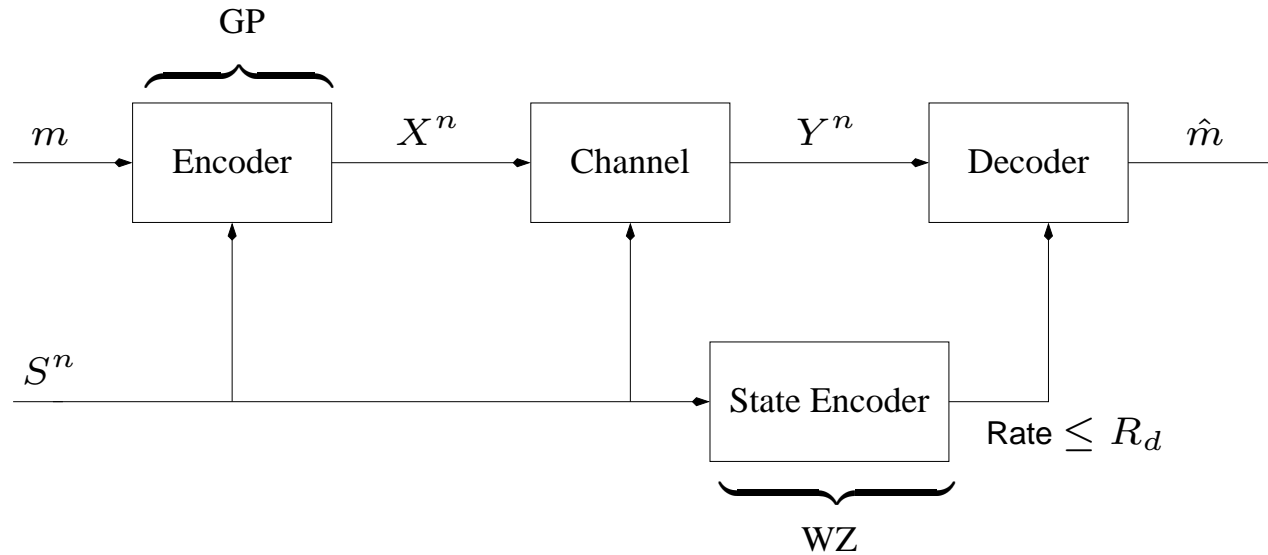 GP
m
Encoder
X^n
Channel
Y^n
Decoder
m̂
S^n
State Encoder
Rate ≤ R_d
WZ